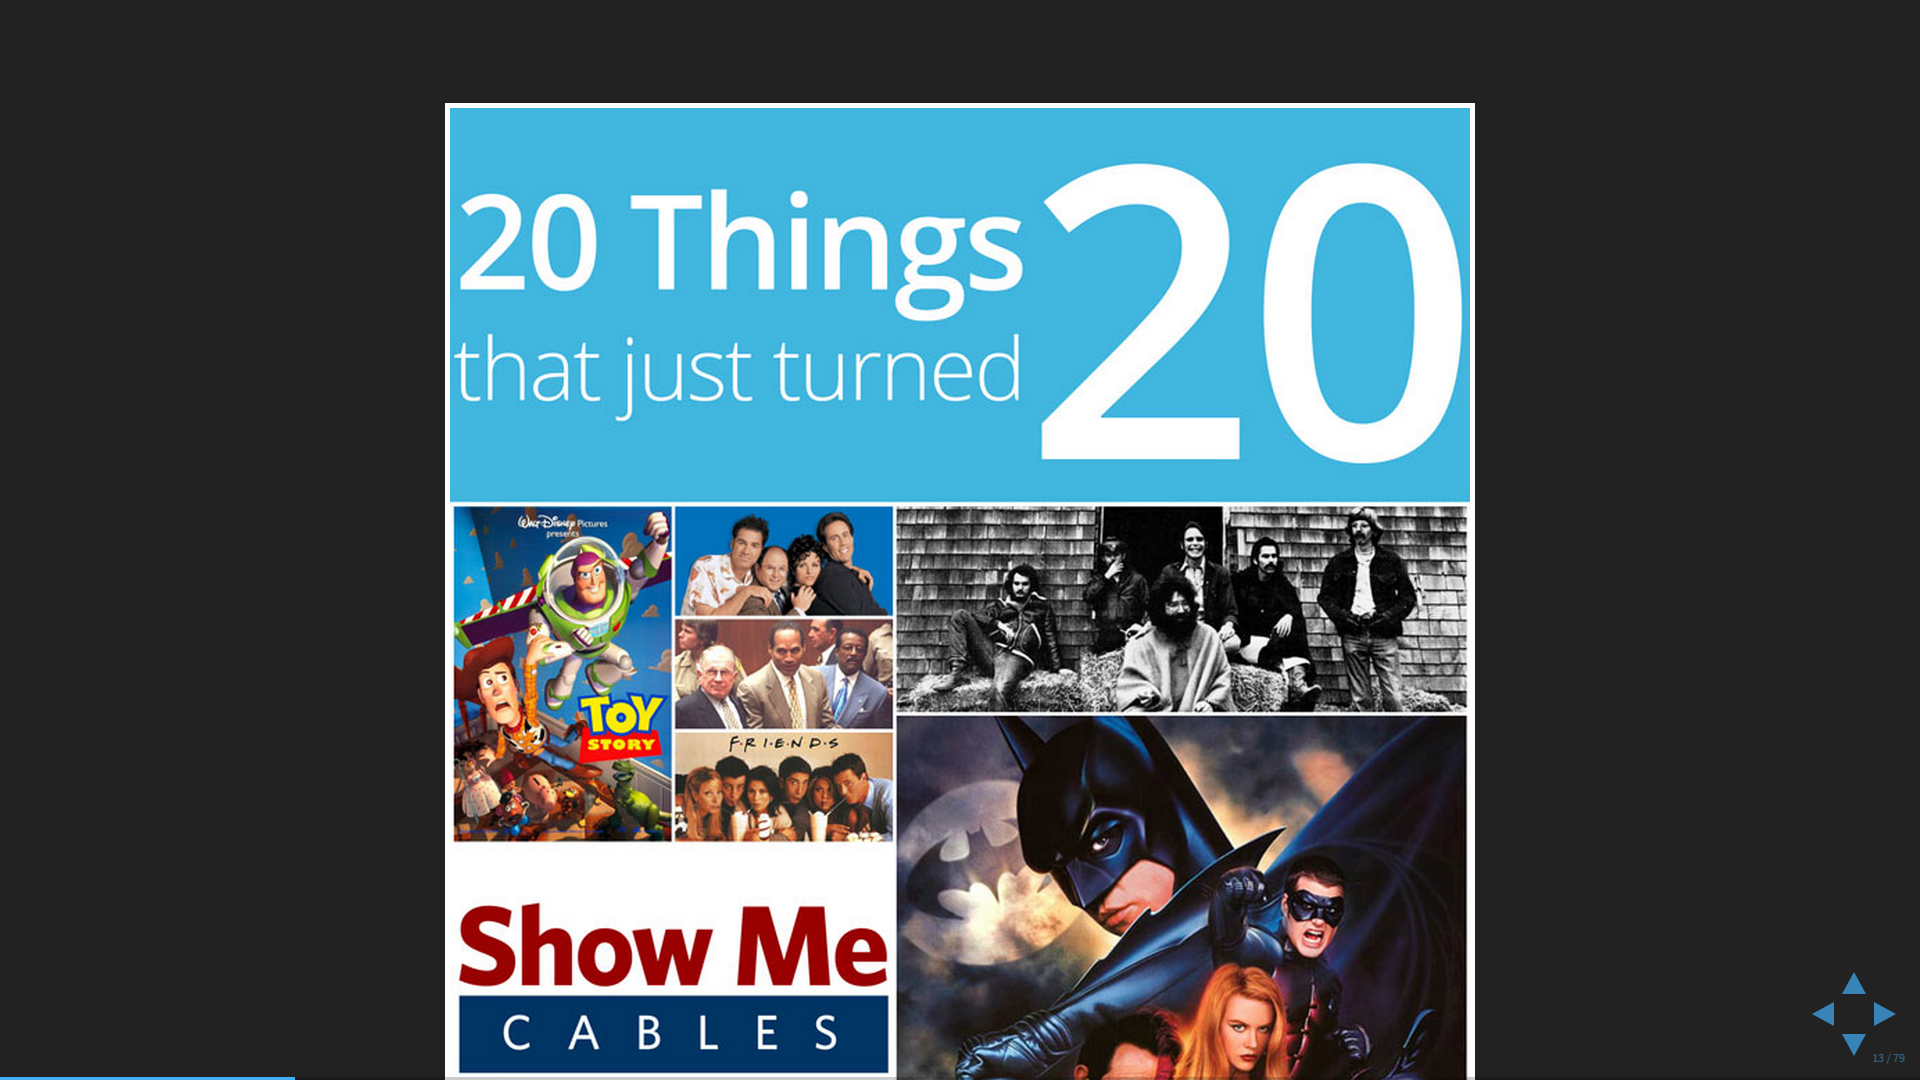 20 Things
that just turned
20
Walt Disney Pictures
presents
TOY
STORY
F·R·I·E·N·D·S
Show Me
CABLES
13 / 79